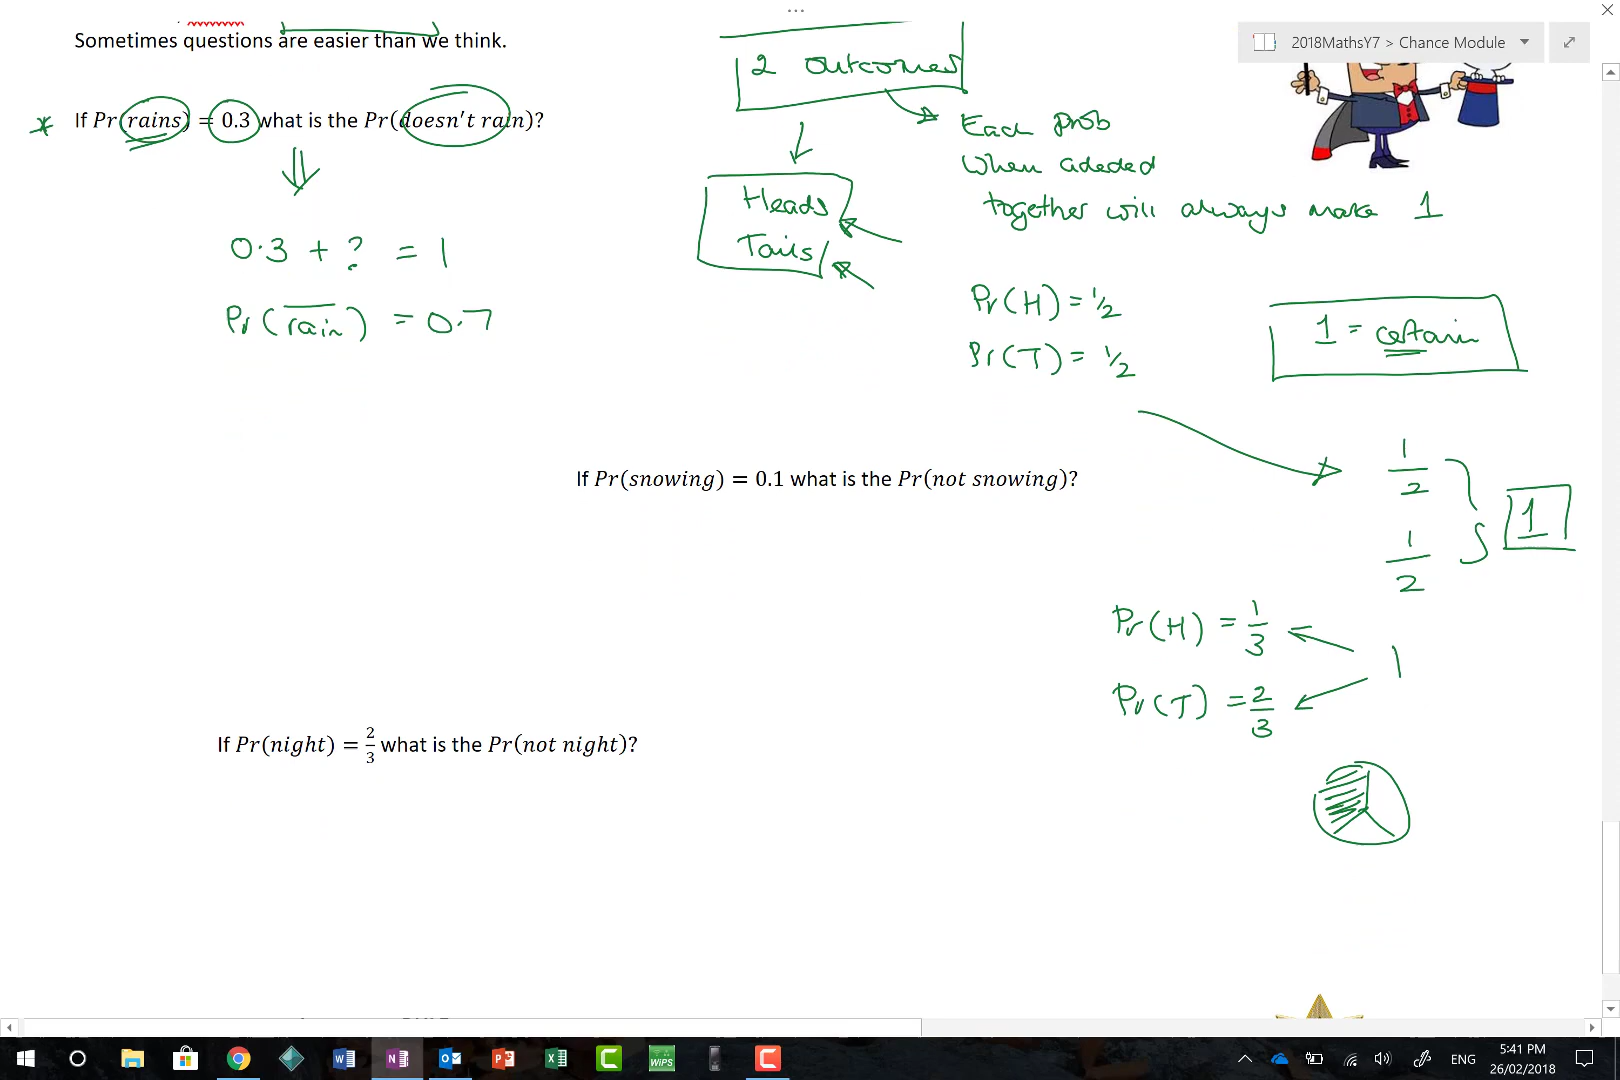 2018MathsY7 > Chance Module
Sometimes questions are easier than we think.
If Pr(rains) = 0.3 what is the Pr(doesn't rain)?
0.3 + ? = 1
Pr(rain) = 0.7
2 outcomes
Heads
Tails
Each prob
when adeded
together will always make 1
Pr(H) = 1/2
Pr(T) = 1/2
1 = certain
1/2
1/2
1
If Pr(snowing) = 0.1 what is the Pr(not snowing)?
Pr(H) = 1/3
Pr(T) = 2/3
1
If Pr(night) = 2/3 what is the Pr(not night)?
WiPS
ENG
5:41 PM
26/02/2018